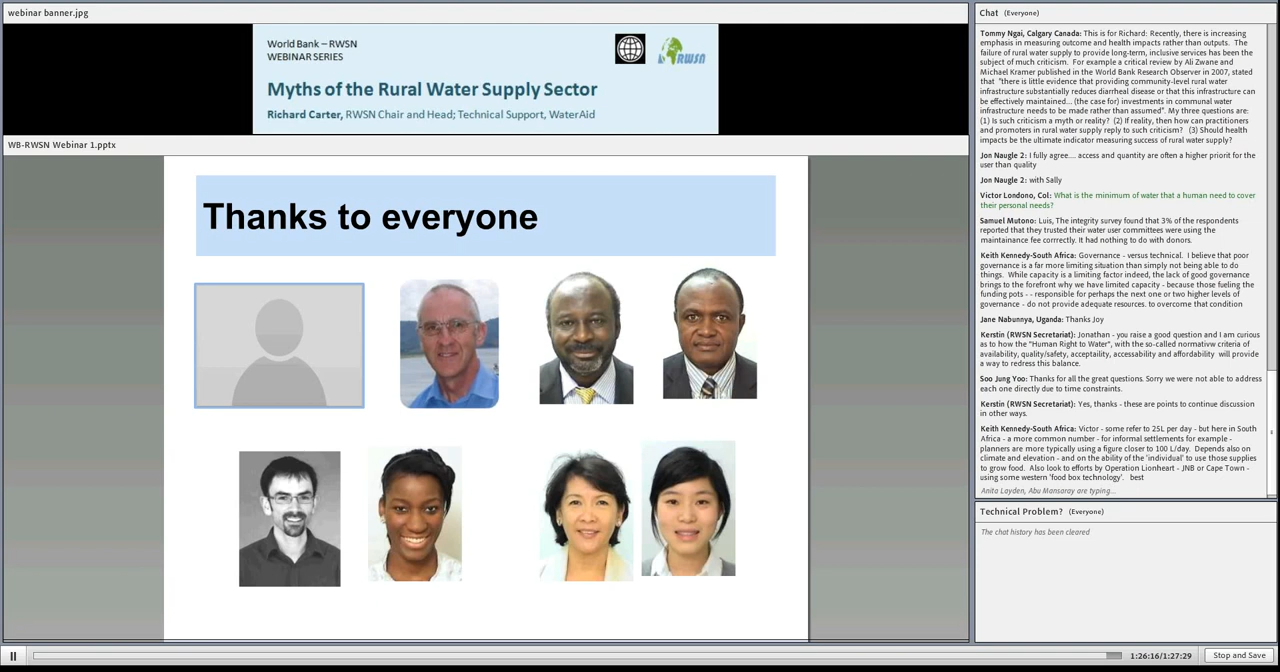 webinar banner.jpg
World Bank – RWSN
WEBINAR SERIES
RWSN
Myths of the Rural Water Supply Sector
Richard Carter, RWSN Chair and Head; Technical Support, WaterAid
WB-RWSN Webinar 1.pptx
Thanks to everyone
Chat (Everyone)
Tommy Ngai, Calgary Canada: This is for Richard: Recently, there is increasing
emphasis in measuring outcome and health impacts rather than outputs. The
failure of rural water supply to provide long-term, inclusive services has been the
subject of much criticism. For example a critical review by Ali Zwane and
Michael Kramer published in the World Bank Research Observer in 2007, stated
that "there is little evidence that providing community-level rural water
infrastructure substantially reduces diarrheal disease or that this infrastructure can
be effectively maintained... (the case for) investments in communal water
infrastructure needs to be made rather than assumed". My three questions are:
(1) Is such criticism a myth or reality? (2) If reality, then how can practitioners
and promoters in rural water supply reply to such criticism? (3) Should health
impacts be the ultimate indicator measuring success of rural water supply?
Jon Naugle 2: I fully agree.... access and quantity are often a higher priorit for the
user than quality
Jon Naugle 2: with Sally
Victor Londono, Col: What is the minimum of water that a human need to cover
their personal needs?
Samuel Mutono: Luis, The integrity survey found that 3% of the respondents
reported that they trusted their water user committees were using the
maintainance fee corrrectly. It had nothing to do with donors.
Keith Kennedy-South Africa: Governance - versus technical. I believe that poor
governance is a far more limiting situation than simply not being able to do
things. While capacity is a limiting factor indeed, the lack of good governance
brings to the forefront why we have limited capacity - because those fueling the
funding pots - - responsible for perhaps the next one or two higher levels of
governance - do not provide adequate resources. to overcome that condition
Jane Nabunnya, Uganda: Thanks Joy
Kerstin (RWSN Secretariat): Jonathan - you raise a good question and I am curious
as to how the "Human Right to Water", with the so-called normativw criteria of
availability, quality/safety, acceptaility, accessability and affordability will provide
a way to redress this balance.
Soo Jung Yoo: Thanks for all the great questions. Sorry we were not able to address
each one directly due to time constraints.
Kerstin (RWSN Secretariat): Yes, thanks - these are points to continue discussion
in other ways.
Keith Kennedy-South Africa: Victor - some refer to 25L per day - but here in South
Africa - a more common number - for informal settlements for example -
planners are more typically using a figure closer to 100 L/day. Depends also on
climate and elevation - and on the ability of the 'individual' to use those supplies
to grow food. Also look to efforts by Operation Lionheart - JNB or Cape Town -
using some western 'food box technology'. best
Anita Layden, Abu Mansaray are typing...
Technical Problem? (Everyone)
The chat history has been cleared
1:26:16/1:27:29
Stop and Save